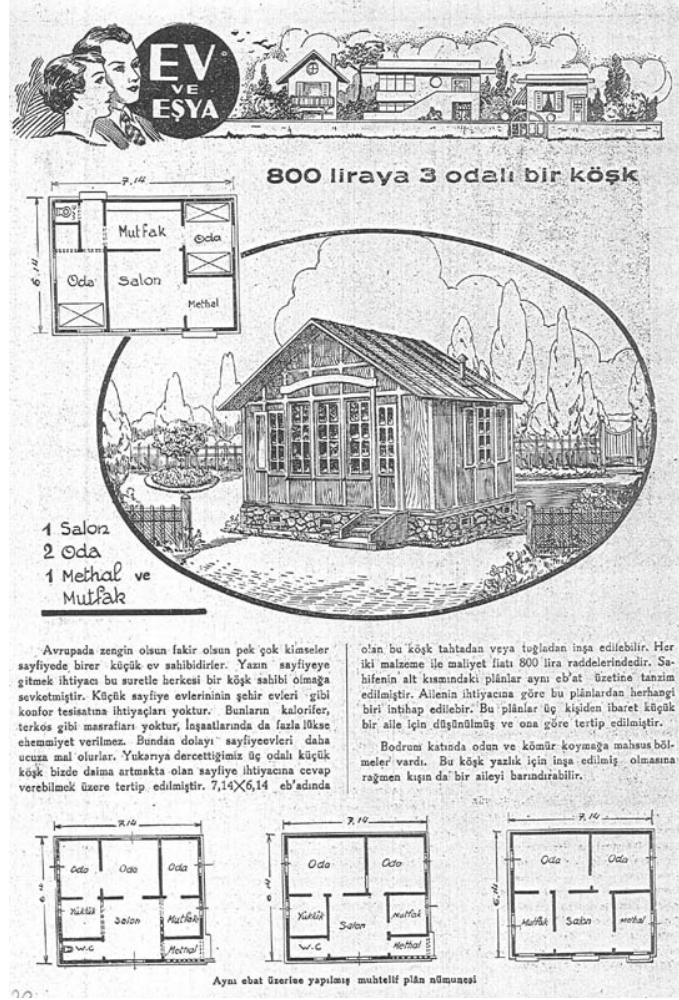 EV
VE
EŞYA
800 liraya 3 odalı bir köşk
7.14
6.14
Mutfak
Oda
Oda
Salon
Methal
1 Salon
2 Oda
1 Methal ve
Mutfak
Avrupada zengin olsun fakir olsun pek çok kimseler
sayfiyede birer küçük ev sahibidirler. Yazın sayfiyeye
gitmek ihtiyacı bu suretle herkesi bir köşk sahibi olmağa
sevketmiştir. Küçük sayfiye evlerininin şehir evleri gibi
konfor tesisatına ihtiyaçları yoktur. Bunların kalorifer,
terkos gibi masrafları yoktur, İnşaatlarında da fazla lükse
ehemmiyet verilmez. Bundan dolayı sayfiyeevleri daha
ucuza mal olurlar. Yukarıya dercettiğimiz üç odalı küçük
köşk bizde daima artmakta olan sayfiye ihtiyacına cevap
verebilmek üzere tertip edilmiştir. 7,14X6,14 eb'adında
olan bu köşk tahtadan veya tuğladan inşa edilebilir. Her
iki malzeme ile maliyet fiatı 800 lira raddelerindedir. Sa-
hifenin alt kısmındaki plânlar aynı eb'at üzetine tanzim
edilmiştir. Ailenin ihtiyacına göre bu plânlardan herhangi
biri intihap edilebir. Bu plânlar üç kişiden ibaret küçük
bir aile için düşünülmüş ve ona göre tertip edilmiştir.
Bodrum katında odun ve kömür koymağa mahsus böl-
meler vardı. Bu köşk yazlık için inşa edilmiş olmasına
rağmen kışın da bir aileyi barındırabilir.
7.14
Oda
Oda
Oda
Yüklük
Salon
Mutfak
W.C
Methal
7.14
Oda
Oda
Yüklük
Salon
Mutfak
W.C
Methal
7.14
Oda
Oda
Mutfak
Salon
Methal
Aynı ebat üzerine yapılmış muhtelif plân nümunesi